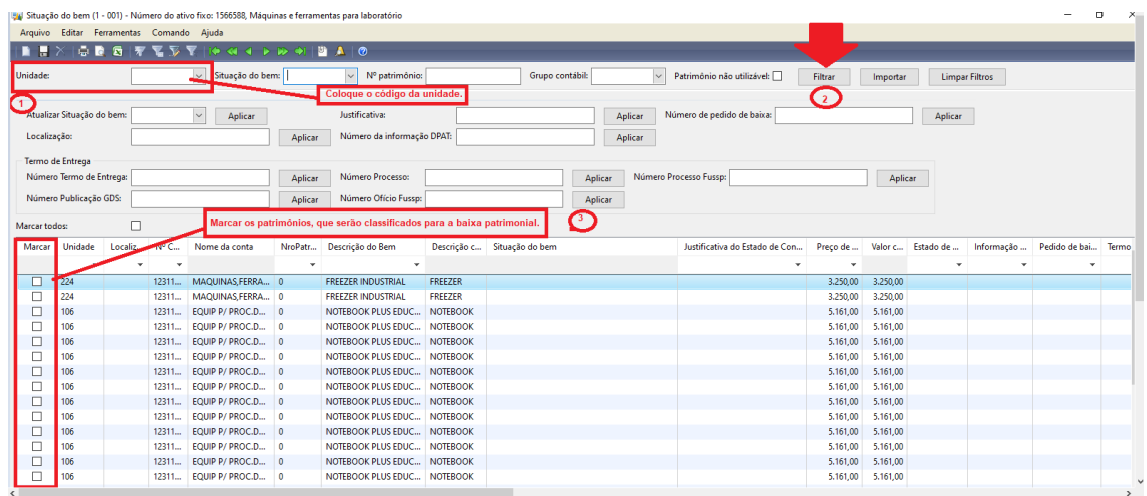 Situação do bem (1 - 001) - Número do ativo fixo: 1566588, Máquinas e ferramentas para laboratório
Arquivo Editar Ferramentas Comando Ajuda
Unidade: Situação do bem: Nº patrimônio: Grupo contábil: Patrimônio não utilizável: Filtrar Importar Limpar Filtros
Coloque o código da unidade.
1
2
Atualizar Situação do bem: Aplicar Justificativa: Aplicar Número de pedido de baixa: Aplicar
Localização: Aplicar Número da informação DPAT: Aplicar
Termo de Entrega
Número Termo de Entrega: Aplicar Número Processo: Aplicar Número Processo Fussp: Aplicar
Número Publicação GDS: Aplicar Número Ofício Fussp: Aplicar
Marcar todos:
Marcar os patrimônios, que serão classificados para a baixa patrimonial.
3
Marcar Unidade Localiz... Nº C... Nome da conta NroPatr... Descrição do Bem Descrição c... Situação do bem Justificativa do Estado de Con... Preço de ... Valor c... Estado de ... Informação ... Pedido de bai... Termo
224 12311... MAQUINAS,FERRA... 0 FREEZER INDUSTRIAL FREEZER 3.250,00 3.250,00
224 12311... MAQUINAS,FERRA... 0 FREEZER INDUSTRIAL FREEZER 3.250,00 3.250,00
106 12311... EQUIP P/ PROC.D... 0 NOTEBOOK PLUS EDUC... NOTEBOOK 5.161,00 5.161,00
106 12311... EQUIP P/ PROC.D... 0 NOTEBOOK PLUS EDUC... NOTEBOOK 5.161,00 5.161,00
106 12311... EQUIP P/ PROC.D... 0 NOTEBOOK PLUS EDUC... NOTEBOOK 5.161,00 5.161,00
106 12311... EQUIP P/ PROC.D... 0 NOTEBOOK PLUS EDUC... NOTEBOOK 5.161,00 5.161,00
106 12311... EQUIP P/ PROC.D... 0 NOTEBOOK PLUS EDUC... NOTEBOOK 5.161,00 5.161,00
106 12311... EQUIP P/ PROC.D... 0 NOTEBOOK PLUS EDUC... NOTEBOOK 5.161,00 5.161,00
106 12311... EQUIP P/ PROC.D... 0 NOTEBOOK PLUS EDUC... NOTEBOOK 5.161,00 5.161,00
106 12311... EQUIP P/ PROC.D... 0 NOTEBOOK PLUS EDUC... NOTEBOOK 5.161,00 5.161,00
106 12311... EQUIP P/ PROC.D... 0 NOTEBOOK PLUS EDUC... NOTEBOOK 5.161,00 5.161,00
106 12311... EQUIP P/ PROC.D... 0 NOTEBOOK PLUS EDUC... NOTEBOOK 5.161,00 5.161,00
106 12311... EQUIP P/ PROC.D... 0 NOTEBOOK PLUS EDUC... NOTEBOOK 5.161,00 5.161,00
106 12311... EQUIP P/ PROC.D... 0 NOTEBOOK PLUS EDUC... NOTEBOOK 5.161,00 5.161,00